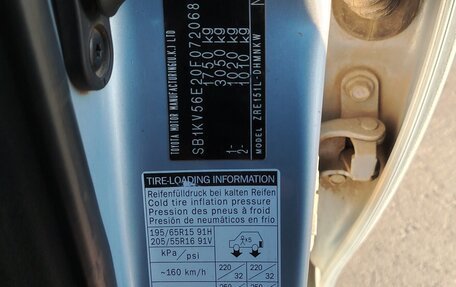 TOYOTA MOTOR MANUFACTURING(U.K.) LTD
SB1KV56E20F072068
1750 kg
3050 kg
1- 1020 kg
2- 1010 kg
MODEL ZRE151L-DHMNKW
TIRE-LOADING INFORMATION
Reifenfülldruck bei kalten Reifen
Cold tire inflation pressure
Pression des pneus à froid
Presión de neumáticos en frio
195/65R15 91H
205/55R16 91V
kPa/psi
~160 km/h
220/32 220/32